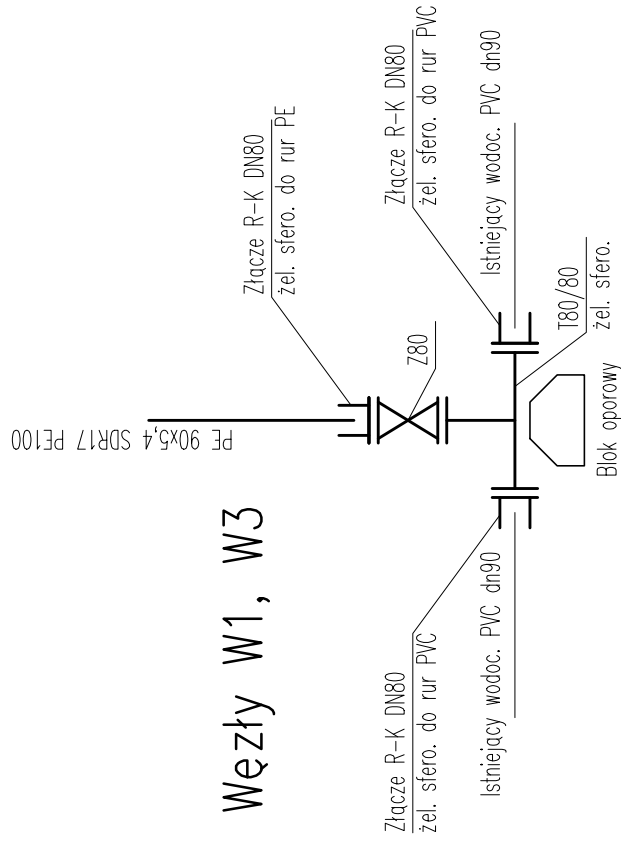 Węzły W1, W3
PE 90x5,4 SDR17 PE100
Złącze R-K DN80
żel. sfero. do rur PE
Z80
Złącze R-K DN80
żel. sfero. do rur PVC
Istniejący wodoc. PVC dn90
Złącze R-K DN80
żel. sfero. do rur PVC
Istniejący wodoc. PVC dn90
T80/80
żel. sfero.
Blok oporowy